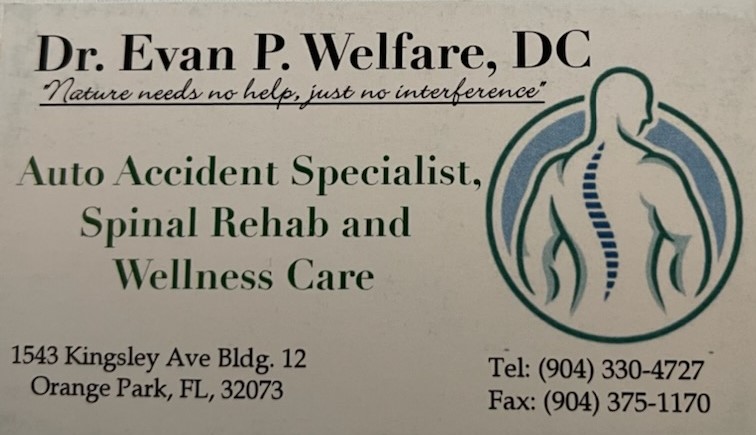 Dr. Evan P. Welfare, DC
"Nature needs no help, just no interference"
Auto Accident Specialist,
Spinal Rehab and
Wellness Care
1543 Kingsley Ave Bldg. 12
Orange Park, FL, 32073
Tel: (904) 330-4727
Fax: (904) 375-1170